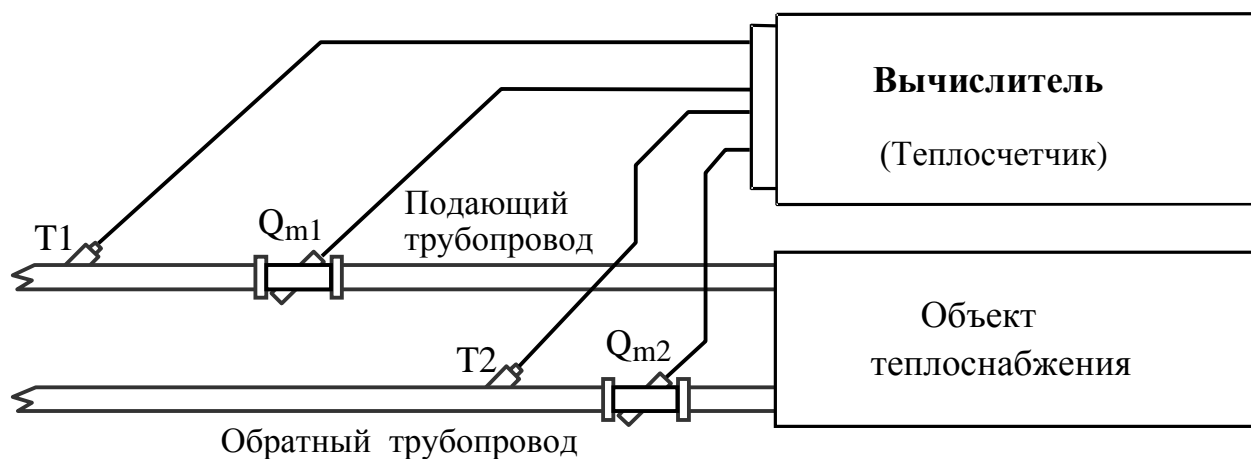 Вычислитель
(Теплосчетчик)
T1
Qm1
Подающий
трубопровод
T2
Qm2
Объект
теплоснабжения
Обратный трубопровод